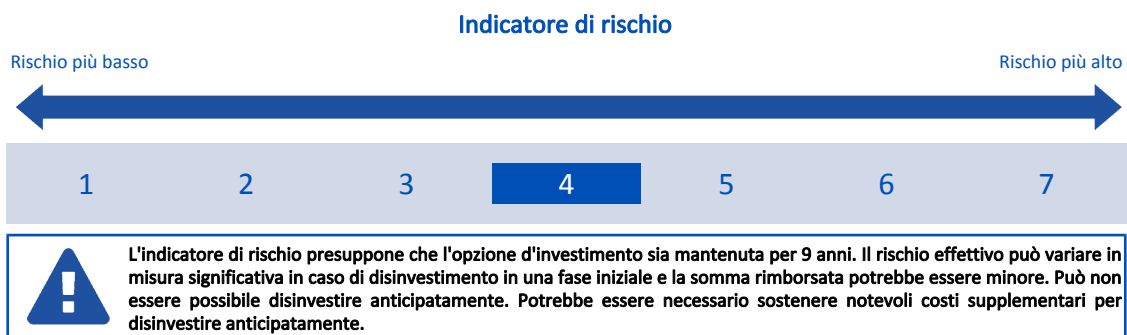 Indicatore di rischio
Rischio più basso
Rischio più alto
1 2 3 4 5 6 7
L'indicatore di rischio presuppone che l'opzione d'investimento sia mantenuta per 9 anni. Il rischio effettivo può variare in
misura significativa in caso di disinvestimento in una fase iniziale e la somma rimborsata potrebbe essere minore. Può non
essere possibile disinvestire anticipatamente. Potrebbe essere necessario sostenere notevoli costi supplementari per
disinvestire anticipatamente.